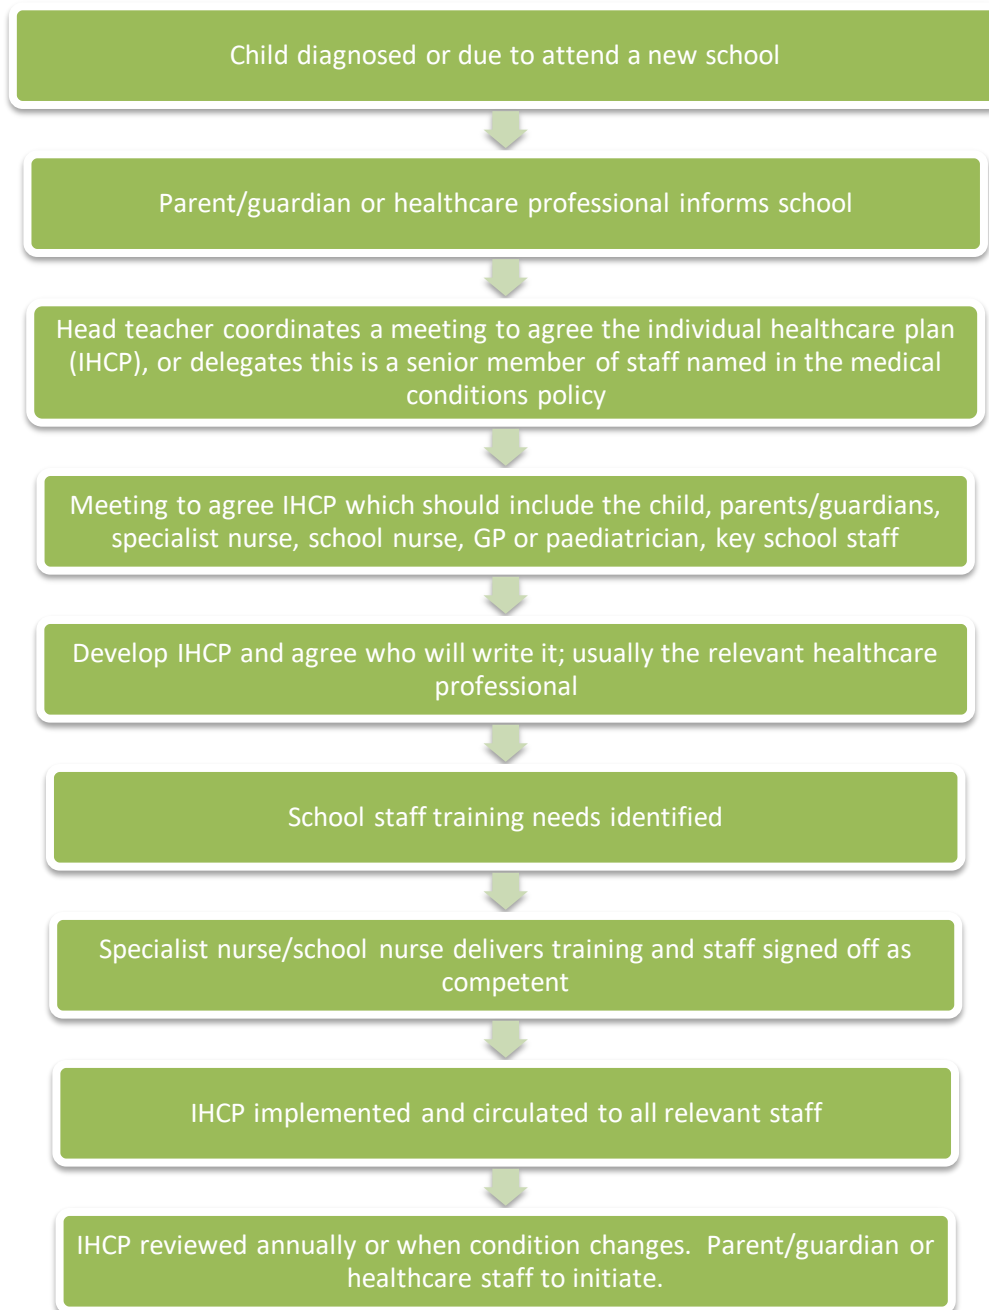 Child diagnosed or due to attend a new school
Parent/guardian or healthcare professional informs school
Head teacher coordinates a meeting to agree the individual healthcare plan
(IHCP), or delegates this is a senior member of staff named in the medical
conditions policy
Meeting to agree IHCP which should include the child, parents/guardians,
specialist nurse, school nurse, GP or paediatrician, key school staff
Develop IHCP and agree who will write it; usually the relevant healthcare
professional
School staff training needs identified
Specialist nurse/school nurse delivers training and staff signed off as
competent
IHCP implemented and circulated to all relevant staff
IHCP reviewed annually or when condition changes.  Parent/guardian or
healthcare staff to initiate.